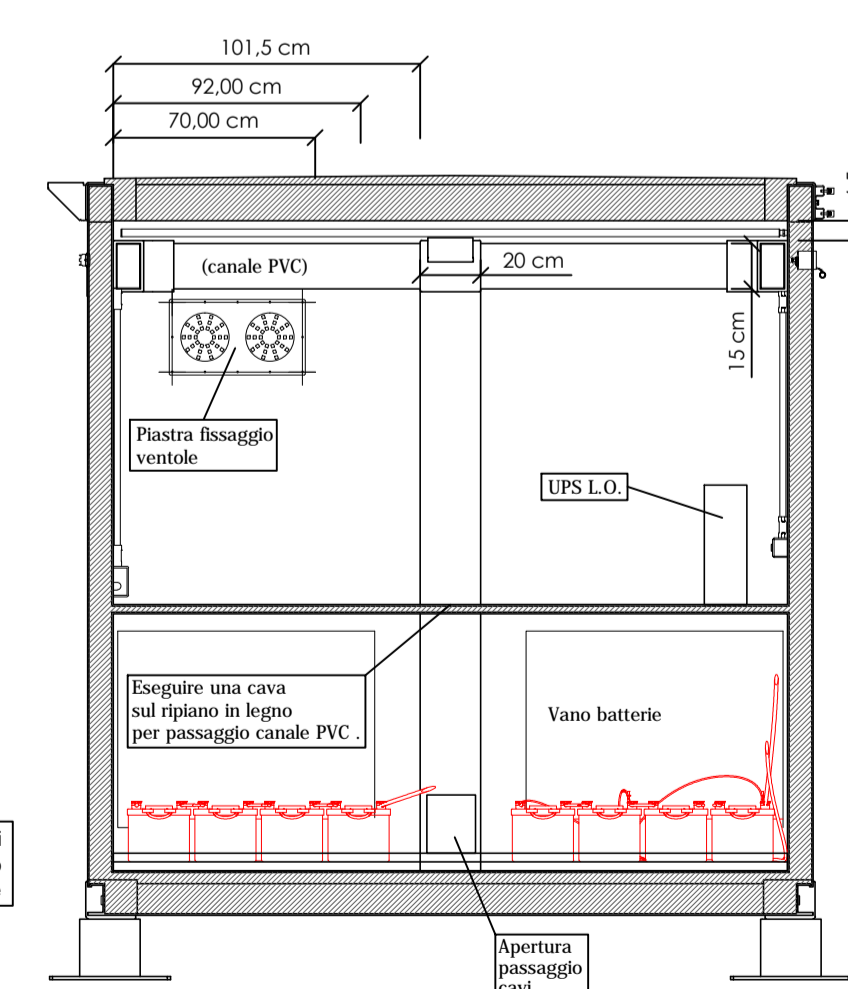 101,5 cm
92,00 cm
70,00 cm
(canale PVC)
20 cm
15 cm
Piastra fissaggio
ventole
UPS L.O.
Eseguire una cava
sul ripiano in legno
per passaggio canale PVC .
Vano batterie
Apertura
passaggio
cavi